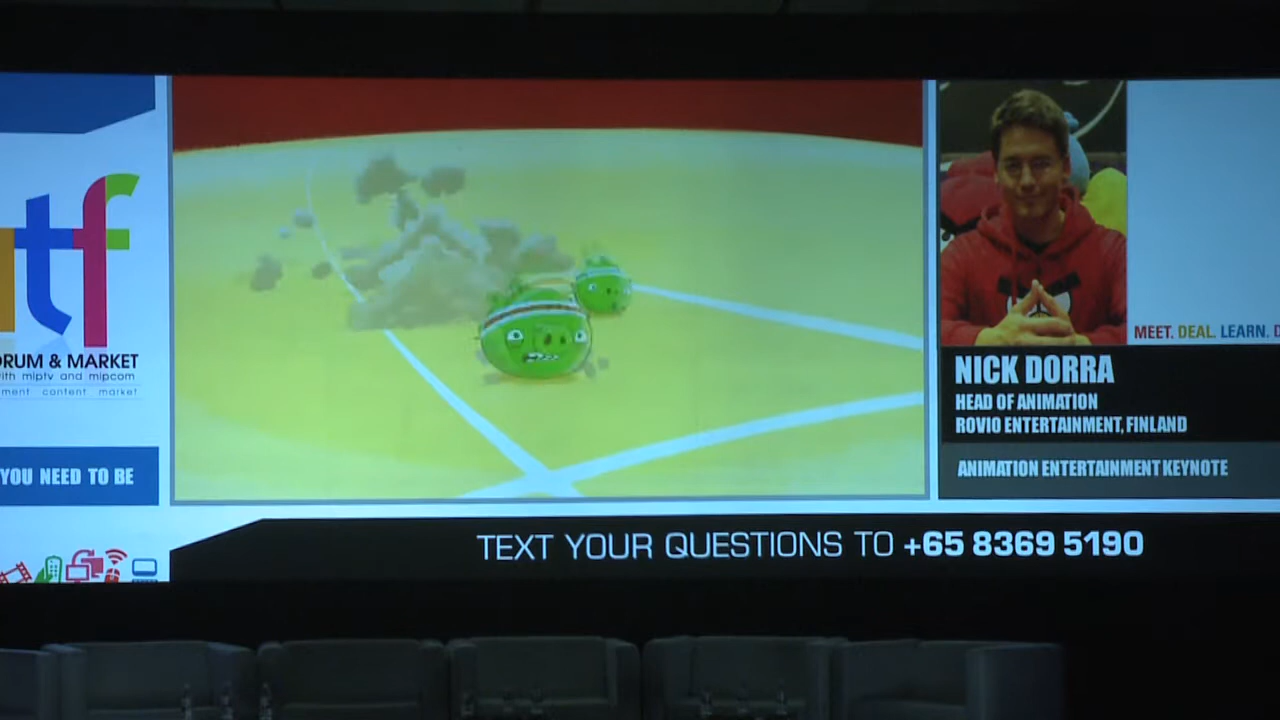 tf
ORUM & MARKET
with miptv and mipcom
ment content market
YOU NEED TO BE
MEET. DEAL. LEARN. D
NICK DORRA
HEAD OF ANIMATION
ROVIO ENTERTAINMENT, FINLAND
ANIMATION ENTERTAINMENT KEYNOTE
TEXT YOUR QUESTIONS TO +65 8369 5190